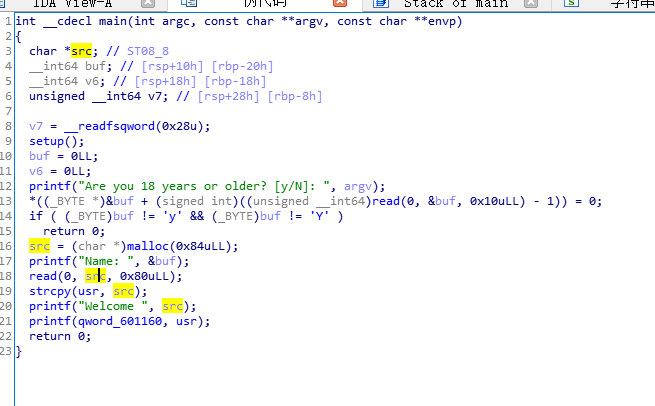 IDA View-A 伪代码 Stack of main 字符串
1 int __cdecl main(int argc, const char **argv, const char **envp)
2 {
3 char *src; // ST08_8
4 __int64 buf; // [rsp+10h] [rbp-20h]
5 __int64 v6; // [rsp+18h] [rbp-18h]
6 unsigned __int64 v7; // [rsp+28h] [rbp-8h]
7
8 v7 = __readfsqword(0x28u);
9 setup();
10 buf = 0LL;
11 v6 = 0LL;
12 printf("Are you 18 years or older? [y/N]: ", argv);
13 *((_BYTE *)&buf + (signed int)((unsigned __int64)read(0, &buf, 0x10uLL) - 1)) = 0;
14 if ( (_BYTE)buf != 'y' && (_BYTE)buf != 'Y' )
15 return 0;
16 src = (char *)malloc(0x84uLL);
17 printf("Name: ", &buf);
18 read(0, src, 0x80uLL);
19 strcpy(usr, src);
20 printf("Welcome ", src);
21 printf(qword_601160, usr);
22 return 0;
23 }